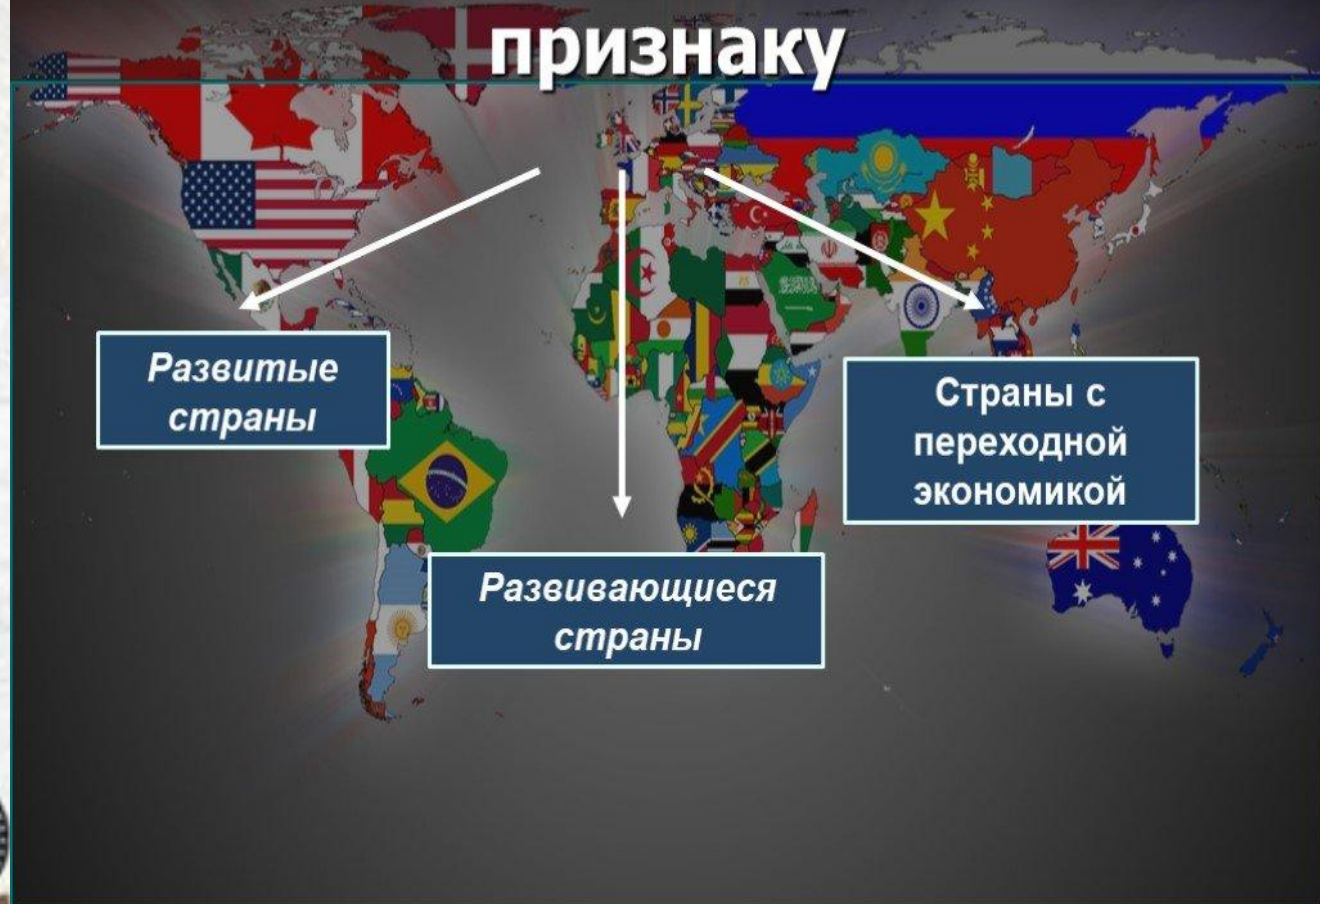 признаку
Развитые
страны
Страны с
переходной
экономикой
Развивающиеся
страны